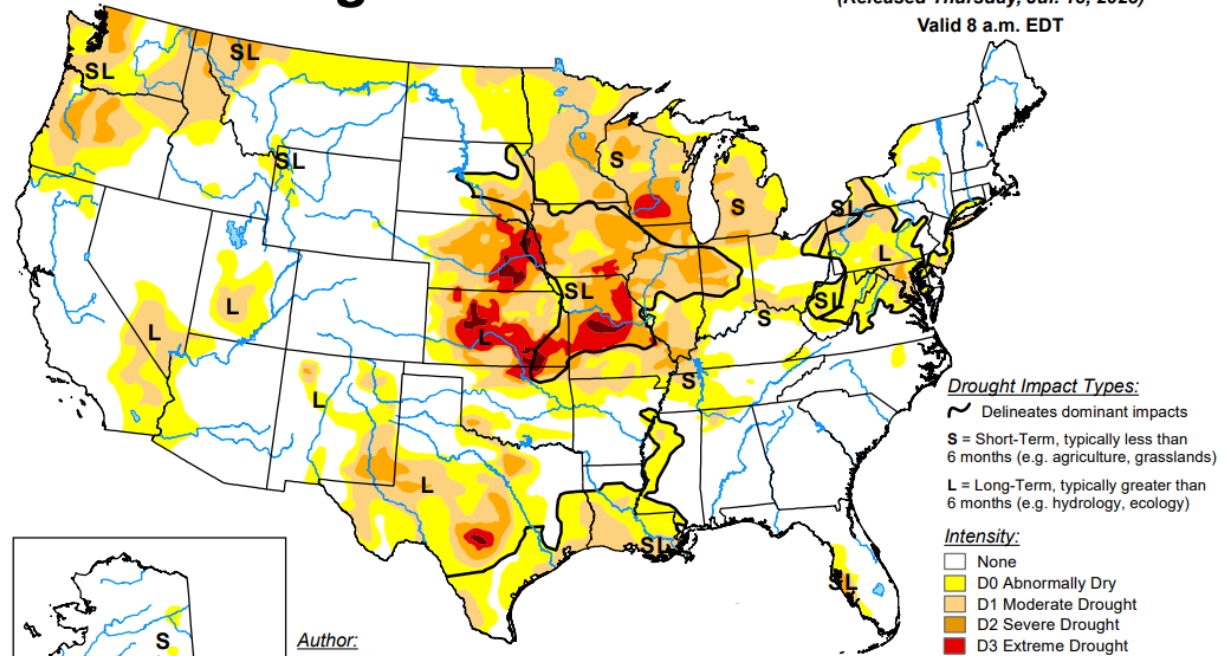 Valid 8 a.m. EDT
SL
SL
SL
S
S
SL
L
SL
L
L
SL
L
S
S
L
L
SL
SL
S
Drought Impact Types:
Delineates dominant impacts
S = Short-Term, typically less than
6 months (e.g. agriculture, grasslands)
L = Long-Term, typically greater than
6 months (e.g. hydrology, ecology)
Intensity:
None
D0 Abnormally Dry
D1 Moderate Drought
D2 Severe Drought
D3 Extreme Drought
Author: